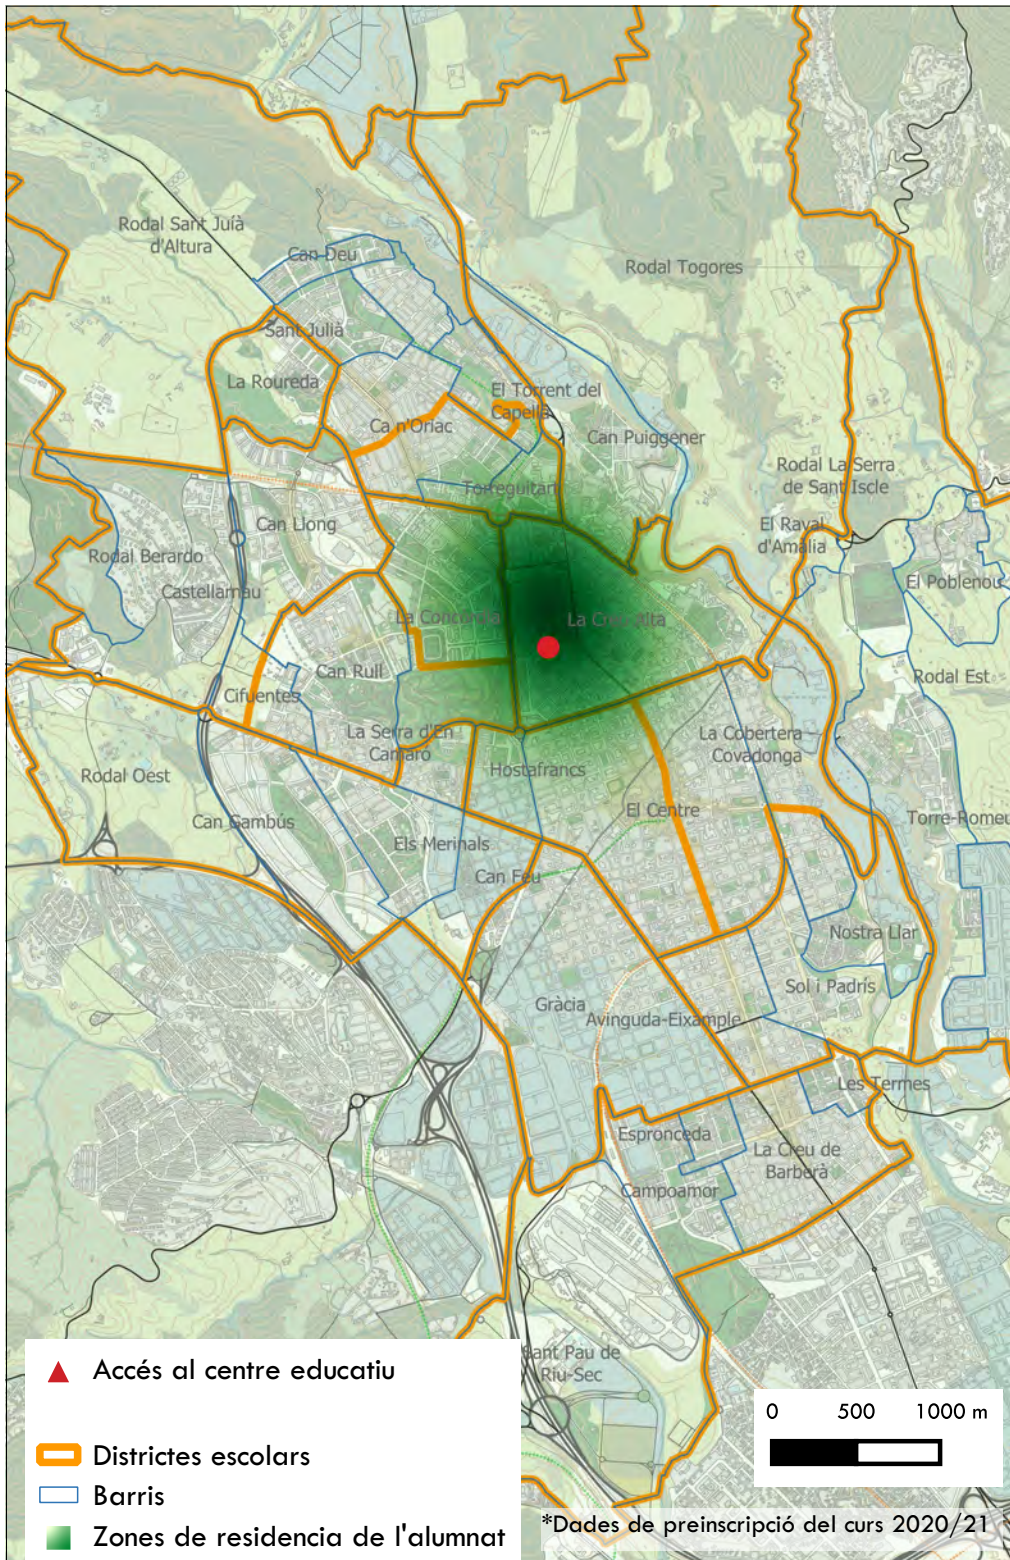 Rodal Sant Juíà
d'Altura
Can Deu
Rodal Togores
Sant Julià
La Roureda
El Torrent del
Capellà
Ca n'Oriac
Can Puiggener
Rodal La Serra
de Sant Iscle
Torreguitart
Can Llong
El Raval
d'Amàlia
Rodal Berardo
El Poblenou
Castellarnau
La Concòrdia
La Creu Alta
Can Rull
Rodal Est
Cifuentes
La Serra d'En
Camaró
La Cobertera
Covadonga
Rodal Oest
Hostafrancs
Can Gambús
El Centre
Torre-Romeu
Els Merinals
Can Feu
Nostra Llar
Sol i Padrís
Gràcia
Avinguda-Eixample
Les Termes
Espronceda
La Creu de
Barberà
Campoamor
Sant Pau de
Riu-Sec
Accés al centre educatiu
Districtes escolars
Barris
Zones de residencia de l'alumnat
0 500 1000 m
*Dades de preinscripció del curs 2020/21